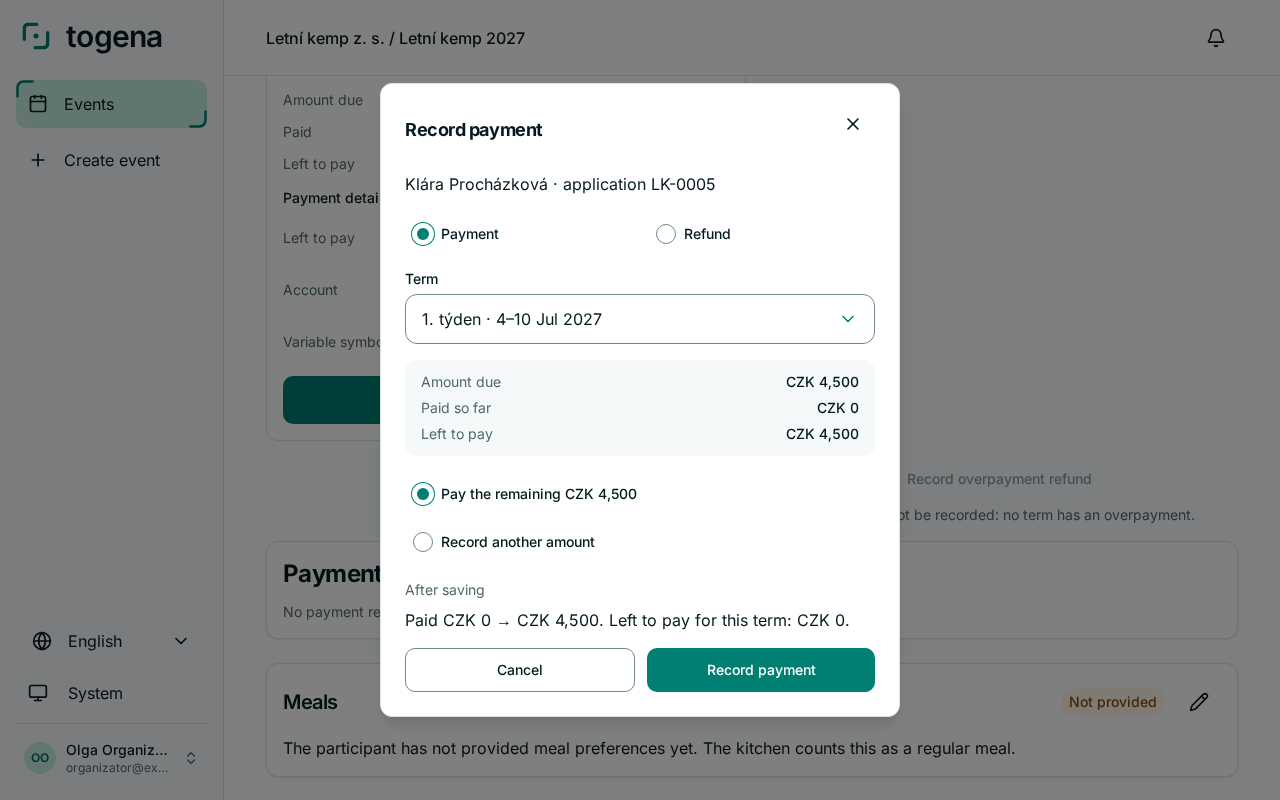 togena
Letní kemp z. s. / Letní kemp 2027
Events
Create event
Amount due
Paid
Left to pay
Payment
Left to pay
Account
Variable
Record payment
Klára Procházková · application LK-0005
Payment
Refund
Term
1. týden · 4–10 Jul 2027
Amount due
CZK 4,500
Paid so far
CZK 0
Left to pay
CZK 4,500
Pay the remaining CZK 4,500
Record another amount
After saving
Paid CZK 0 → CZK 4,500. Left to pay for this term: CZK 0.
Cancel
Record payment
Record overpayment refund
be recorded: no term has an overpayment.
Payment
No payment
Meals
Not provided
The participant has not provided meal preferences yet. The kitchen counts this as a regular meal.
English
System
OO
Olga Organiz...
organizator@ex...